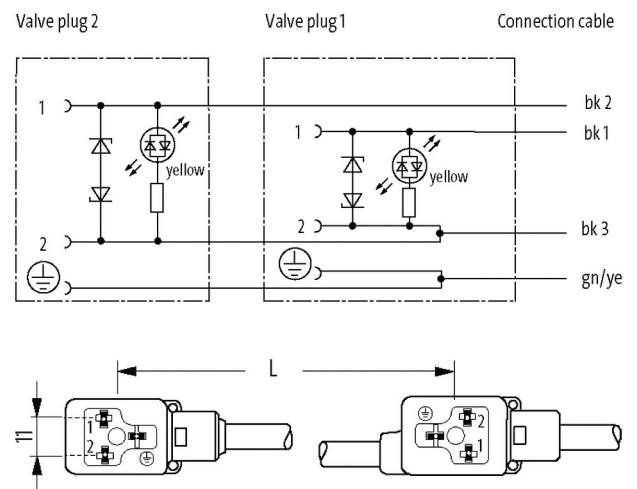 Valve plug 2 Valve plug 1 Connection cable
1 bk 2
1 bk 1
yellow yellow
2 bk 3
2
gn/ye
L
11
1 2
2 1